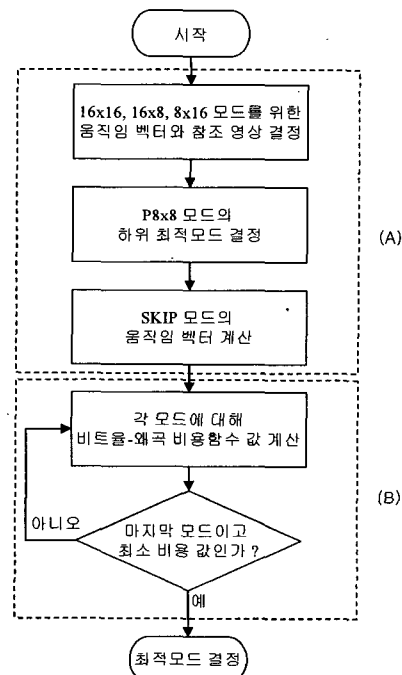 시작
16x16, 16x8, 8x16 모드를 위한
움직임 벡터와 참조 영상 결정
P8x8 모드의
하위 최적모드 결정
(A)
SKIP 모드의
움직임 벡터 계산
각 모드에 대해
비트율-왜곡 비용함수 값 계산
(B)
아니오
마지막 모드이고
최소 비용 값인가 ?
예
최적모드 결정